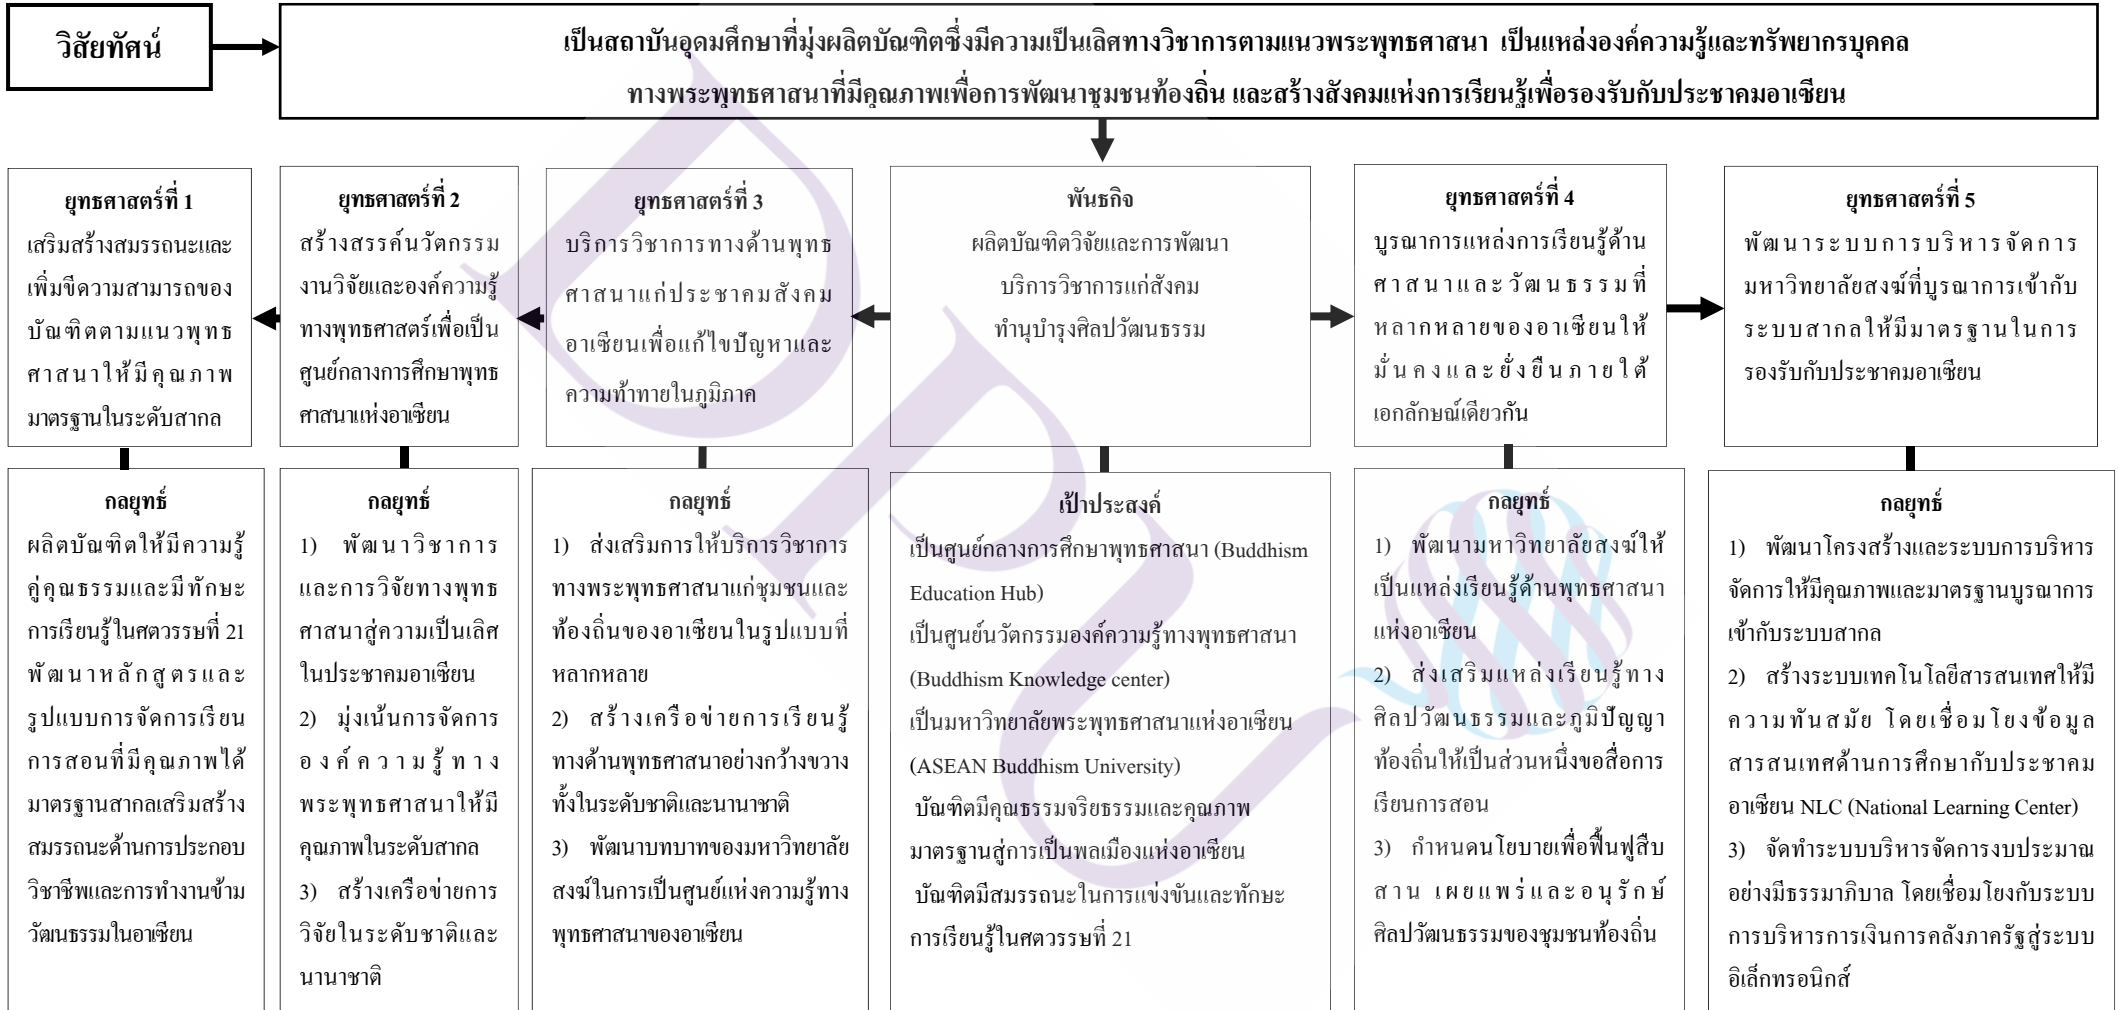 วิสัยทัศน์
เป็นสถาบันอุดมศึกษาที่มุ่งผลิตบัณฑิตซึ่งมีความเป็นเลิศทางวิชาการตามแนวพระพุทธศาสนา เป็นแหล่งองค์ความรู้และทรัพยากรบุคคล
ทางพระพุทธศาสนาที่มีคุณภาพเพื่อการพัฒนาชุมชนท้องถิ่น และสร้างสังคมแห่งการเรียนรู้เพื่อรองรับกับประชาคมอาเซียน
ยุทธศาสตร์ที่ 1
เสริมสร้างสมรรถนะและ
เพิ่มขีความสามารถของ
บัณฑิตตามแนวพุทธ
ศาสนาให้มีคุณภาพ
มาตรฐานในระดับสากล
ยุทธศาสตร์ที่ 2
สร้างสรรค์นวัตกรรม
งานวิจัยและองค์ความรู้
ทางพุทธศาสตร์เพื่อเป็น
ศูนย์กลางการศึกษาพุทธ
ศาสนาแห่งอาเซียน
ยุทธศาสตร์ที่ 3
บริการวิชาการทางด้านพุทธ
ศาสนาแก่ประชาคมสังคม
อาเซียนเพื่อแก้ไขปัญหาและ
ความท้าทายในภูมิภาค
พันธกิจ
ผลิตบัณฑิตวิจัยและการพัฒนา
บริการวิชาการแก่สังคม
ทำนุบำรุงศิลปวัฒนธรรม
ยุทธศาสตร์ที่ 4
บูรณาการแหล่งการเรียนรู้ด้าน
ศาสนาและวัฒนธรรมที่
หลากหลายของอาเซียนให้
มั่นคงและยั่งยืนภายใต้
เอกลักษณ์เดียวกัน
ยุทธศาสตร์ที่ 5
พัฒนาระบบการบริหารจัดการ
มหาวิทยาลัยสงฆ์ที่บูรณาการเข้ากับ
ระบบสากลให้มีมาตรฐานในการ
รองรับกับประชาคมอาเซียน
กลยุทธ์
ผลิตบัณฑิตให้มีความรู้
คู่คุณธรรมและมีทักษะ
การเรียนรู้ในศตวรรษที่ 21
พัฒนาหลักสูตรและ
รูปแบบการจัดการเรียน
การสอนที่มีคุณภาพได้
มาตรฐานสากลเสริมสร้าง
สมรรถนะด้านการประกอบ
วิชาชีพและการทำงานข้าม
วัฒนธรรมในอาเซียน
กลยุทธ์
1) พัฒนาวิชาการ
และการวิจัยทางพุทธ
ศาสนาสู่ความเป็นเลิศ
ในประชาคมอาเซียน
2) มุ่งเน้นการจัดการ
องค์ความรู้ทาง
พระพุทธศาสนาให้มี
คุณภาพในระดับสากล
3) สร้างเครือข่ายการ
วิจัยในระดับชาติและ
นานาชาติ
กลยุทธ์
1) ส่งเสริมการให้บริการวิชาการ
ทางพระพุทธศาสนาแก่ชุมชนและ
ท้องถิ่นของอาเซียนในรูปแบบที่
หลากหลาย
2) สร้างเครือข่ายการเรียนรู้
ทางด้านพุทธศาสนาอย่างกว้างขวาง
ทั้งในระดับชาติและนานาชาติ
3) พัฒนาบทบาทของมหาวิทยาลัย
สงฆ์ในการเป็นศูนย์แห่งความรู้ทาง
พุทธศาสนาของอาเซียน
เป้าประสงค์
เป็นศูนย์กลางการศึกษาพุทธศาสนา (Buddhism
Education Hub)
เป็นศูนย์นวัตกรรมองค์ความรู้ทางพุทธศาสนา
(Buddhism Knowledge center)
เป็นมหาวิทยาลัยพระพุทธศาสนาแห่งอาเซียน
(ASEAN Buddhism University)
บัณฑิตมีคุณธรรมจริยธรรมและคุณภาพ
มาตรฐานสู่การเป็นพลเมืองแห่งอาเซียน
บัณฑิตมีสมรรถนะในการแข่งขันและทักษะ
การเรียนรู้ในศตวรรษที่ 21
กลยุทธ์
1) พัฒนามหาวิทยาลัยสงฆ์ให้
เป็นแหล่งเรียนรู้ด้านพุทธศาสนา
แห่งอาเซียน
2) ส่งเสริมแหล่งเรียนรู้ทาง
ศิลปวัฒนธรรมและภูมิปัญญา
ท้องถิ่นให้เป็นส่วนหนึ่งขอสื่อการ
เรียนการสอน
3) กำหนดนโยบายเพื่อฟื้นฟูสืบ
สาน เผยแพร่และอนุรักษ์
ศิลปวัฒนธรรมของชุมชนท้องถิ่น
กลยุทธ์
1) พัฒนาโครงสร้างและระบบการบริหาร
จัดการให้มีคุณภาพและมาตรฐานบูรณาการ
เข้ากับระบบสากล
2) สร้างระบบเทคโนโลยีสารสนเทศให้มี
ความทันสมัย โดยเชื่อมโยงข้อมูล
สารสนเทศด้านการศึกษากับประชาคม
อาเซียน NLC (National Learning Center)
3) จัดทำระบบบริหารจัดการงบประมาณ
อย่างมีธรรมาภิบาล โดยเชื่อมโยงกับระบบ
การบริหารการเงินการคลังภาครัฐสู่ระบบ
อิเล็กทรอนิกส์
DPU